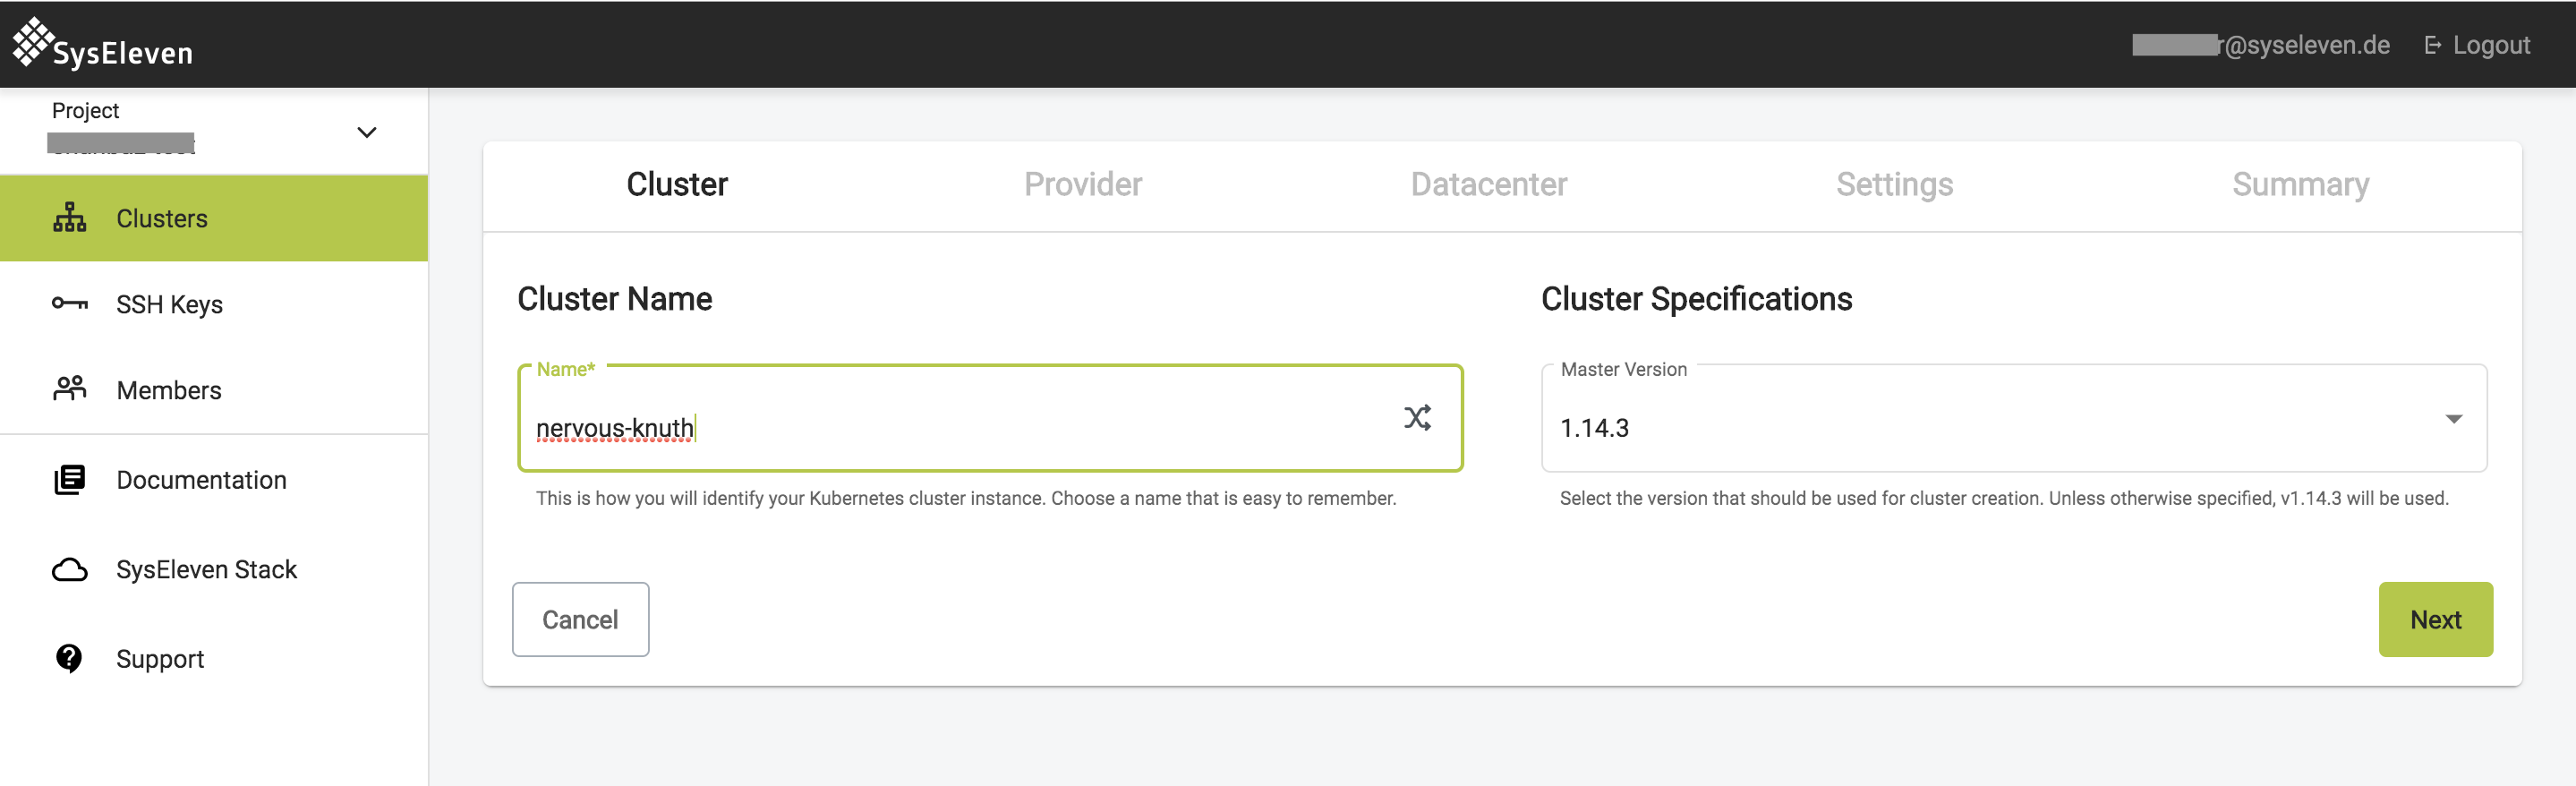 SysEleven
@syseleven.de
Logout
Project
Clusters
SSH Keys
Members
Documentation
SysEleven Stack
Support
Cluster
Provider
Datacenter
Settings
Summary
Cluster Name
Name*
nervous-knuth
This is how you will identify your Kubernetes cluster instance. Choose a name that is easy to remember.
Cluster Specifications
Master Version
1.14.3
Select the version that should be used for cluster creation. Unless otherwise specified, v1.14.3 will be used.
Cancel
Next